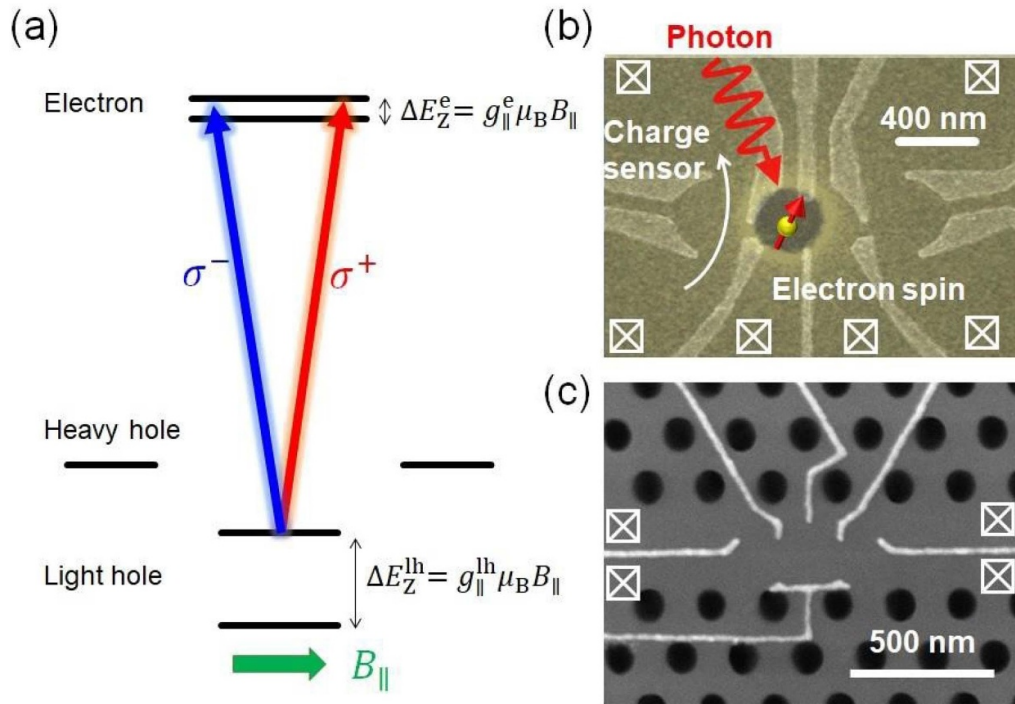 (a)
Electron
ΔE_Z^e = g_∥^e μ_B B_∥
σ⁻
σ⁺
Heavy hole
Light hole
ΔE_Z^lh = g_∥^lh μ_B B_∥
B_∥
(b)
Photon
Charge
sensor
400 nm
Electron spin
(c)
500 nm